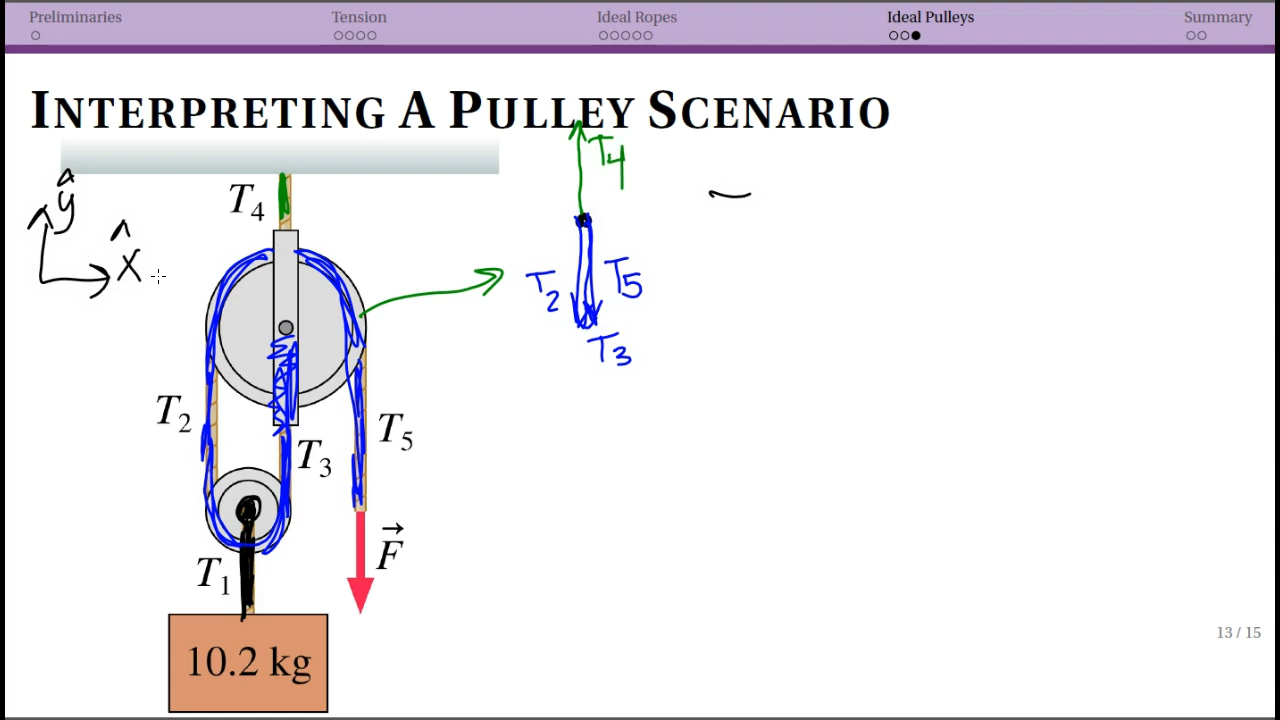 Preliminaries Tension Ideal Ropes Ideal Pulleys Summary
INTERPRETING A PULLEY SCENARIO
T4
T4
ŷ
x̂
T2 T5
T3
T2
T5
T3
F⃗
T1
10.2 kg
13 / 15